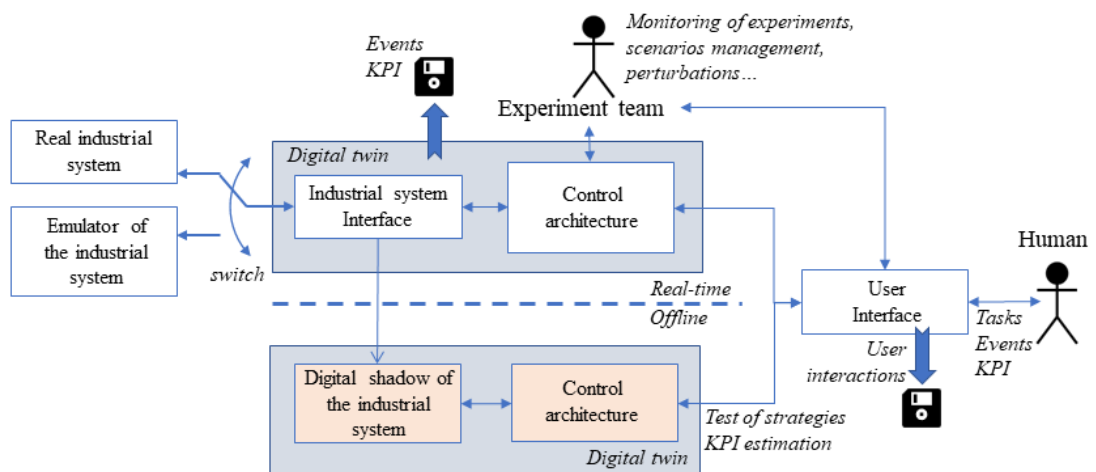 Monitoring of experiments,
scenarios management,
perturbations…
Events
KPI
Experiment team
Real industrial
system
Digital twin
Industrial system
Interface
Control
architecture
Emulator of
the industrial
system
switch
Human
User
Interface
Real-time
Offline
Tasks
Events
KPI
User
interactions
Digital shadow of
the industrial
system
Control
architecture
Test of strategies
KPI estimation
Digital twin